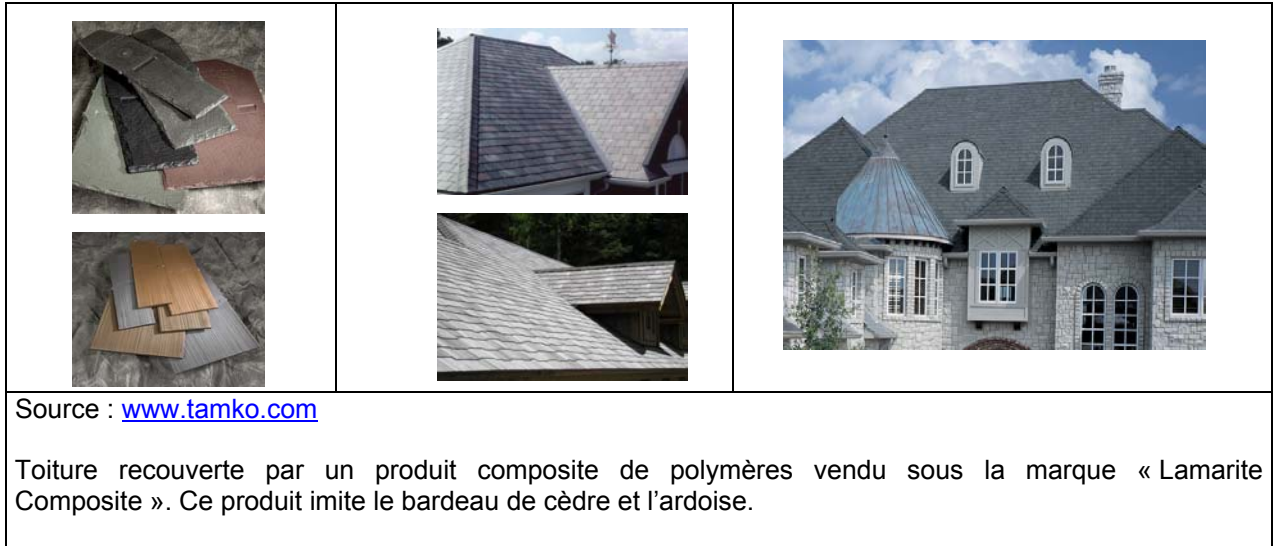 Source : www.tamko.com
Toiture recouverte par un produit composite de polymères vendu sous la marque « Lamarite
Composite ». Ce produit imite le bardeau de cèdre et l’ardoise.